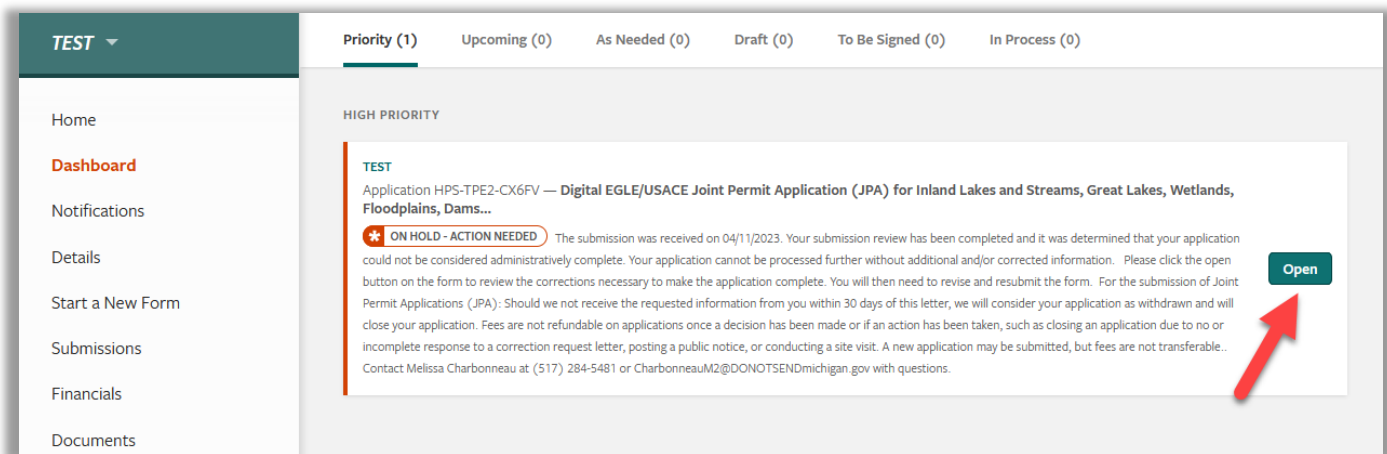 TEST
Priority (1) Upcoming (0) As Needed (0) Draft (0) To Be Signed (0) In Process (0)
Home
Dashboard
Notifications
Details
Start a New Form
Submissions
Financials
Documents
HIGH PRIORITY
TEST
Application HPS-TPE2-CX6FV — Digital EGLE/USACE Joint Permit Application (JPA) for Inland Lakes and Streams, Great Lakes, Wetlands,
Floodplains, Dams...
ON HOLD - ACTION NEEDED The submission was received on 04/11/2023. Your submission review has been completed and it was determined that your application
could not be considered administratively complete. Your application cannot be processed further without additional and/or corrected information. Please click the open
button on the form to review the corrections necessary to make the application complete. You will then need to revise and resubmit the form. For the submission of Joint
Permit Applications (JPA): Should we not receive the requested information from you within 30 days of this letter, we will consider your application as withdrawn and will
close your application. Fees are not refundable on applications once a decision has been made or if an action has been taken, such as closing an application due to no or
incomplete response to a correction request letter, posting a public notice, or conducting a site visit. A new application may be submitted, but fees are not transferable..
Contact Melissa Charbonneau at (517) 284-5481 or CharbonneauM2@DONOTSENDmichigan.gov with questions.
Open